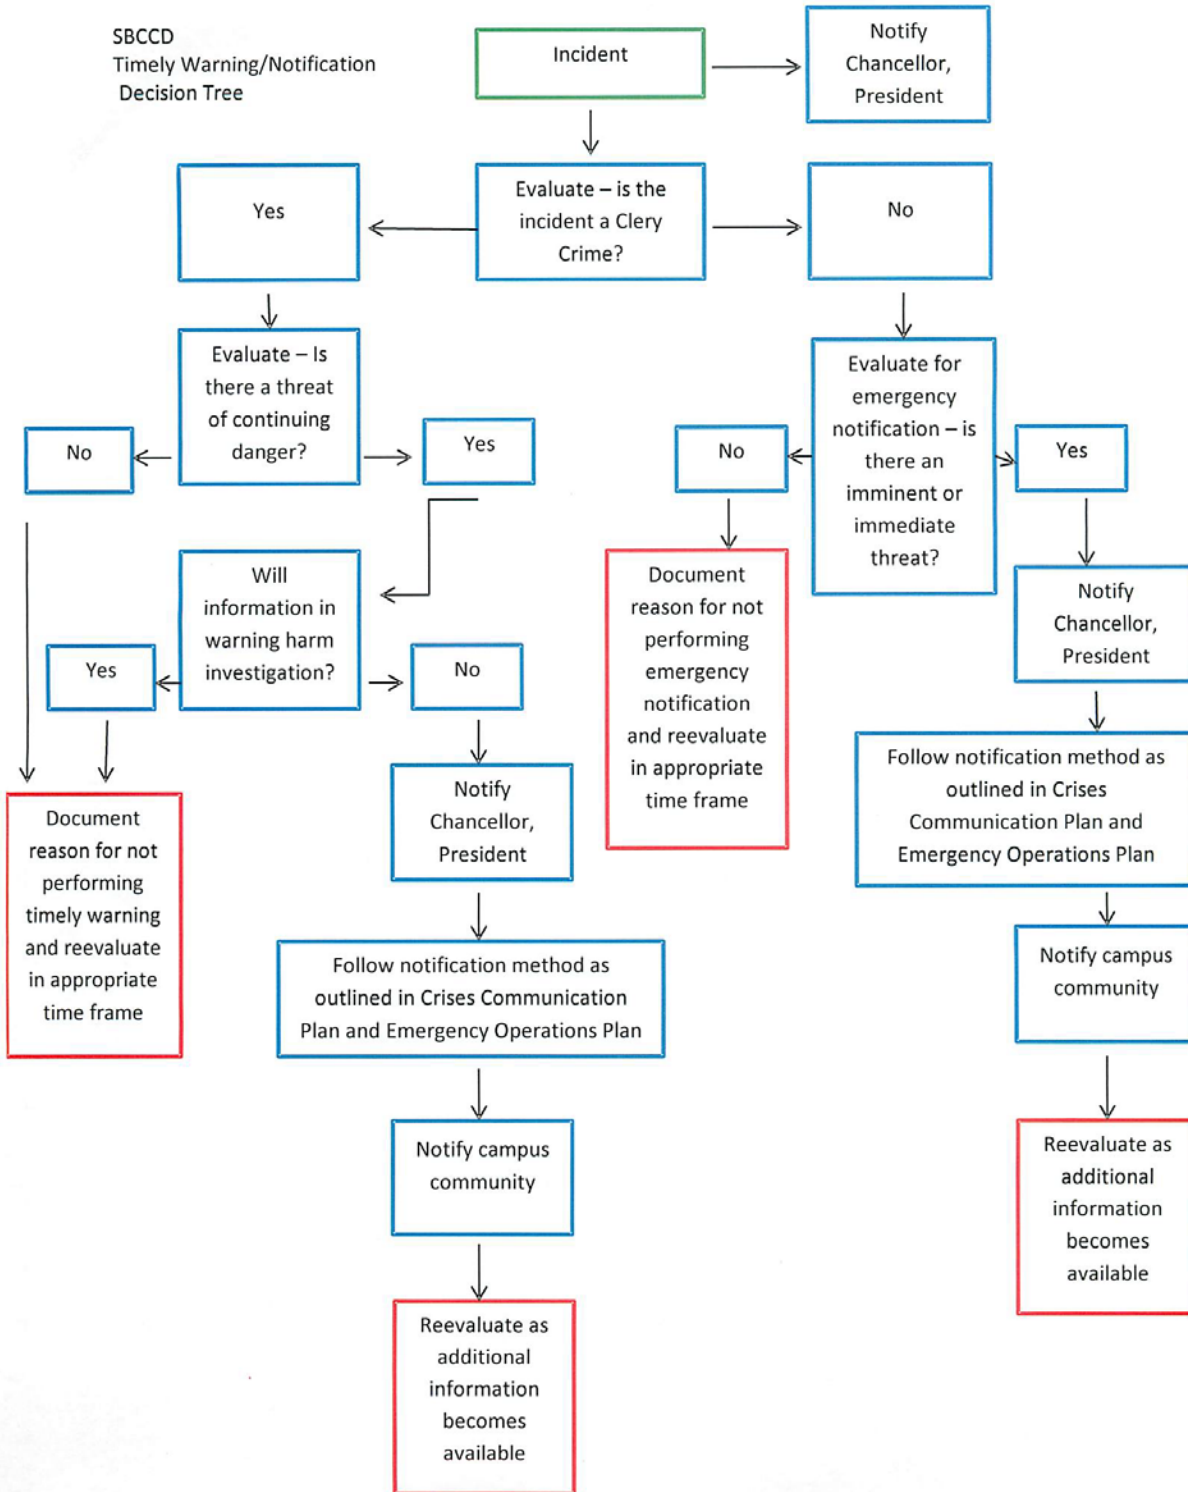 SBCCD
Timely Warning/Notification
Decision Tree
Incident
Notify
Chancellor,
President
Yes
Evaluate – is the
incident a Clery
Crime?
No
Evaluate – Is
there a threat
of continuing
danger?
No
Yes
Evaluate for
emergency
notification – is
there an
imminent or
immediate
threat?
No
Yes
Will
information in
warning harm
investigation?
Yes
No
Document
reason for not
performing
emergency
notification
and reevaluate
in appropriate
time frame
Notify
Chancellor,
President
Document
reason for not
performing
timely warning
and reevaluate
in appropriate
time frame
Notify
Chancellor,
President
Follow notification method as
outlined in Crises
Communication Plan and
Emergency Operations Plan
Follow notification method as
outlined in Crises Communication
Plan and Emergency Operations Plan
Notify campus
community
Notify campus
community
Reevaluate as
additional
information
becomes
available
Reevaluate as
additional
information
becomes
available